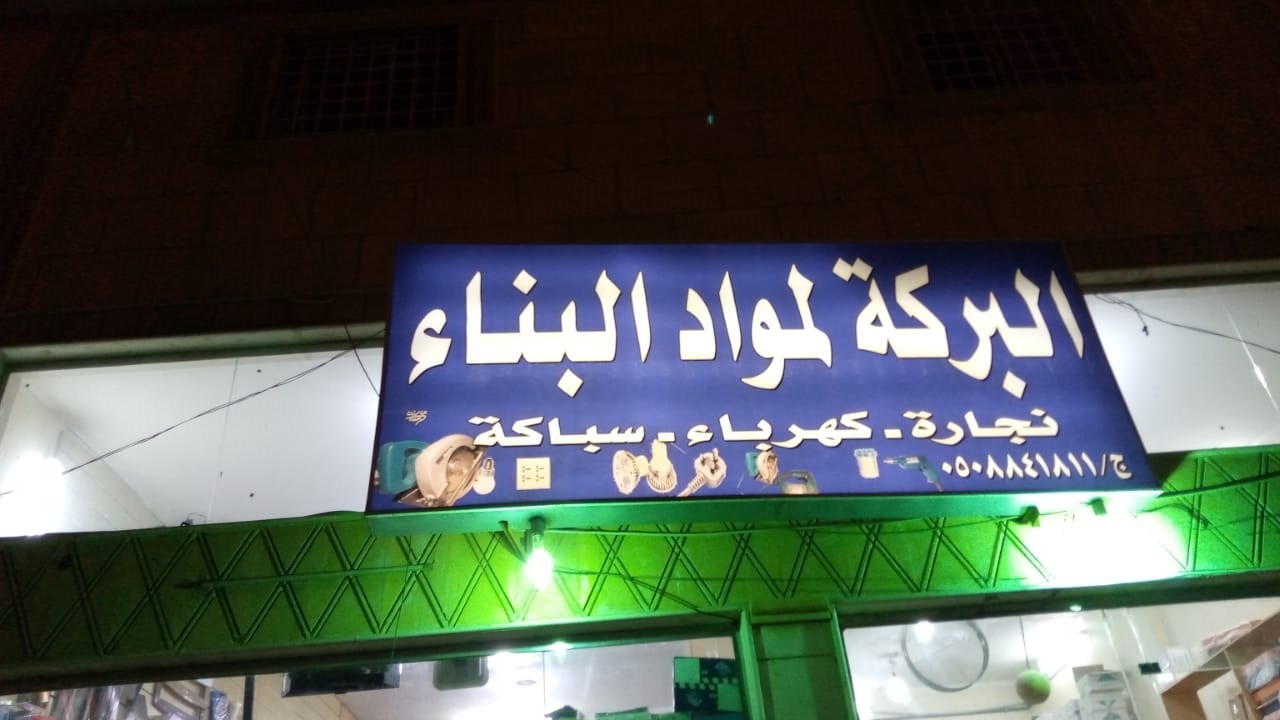 البركة لمواد البناء
نجارة - كهرباء - سباكة
ج/٠٥٠٨٨٤١٨١١